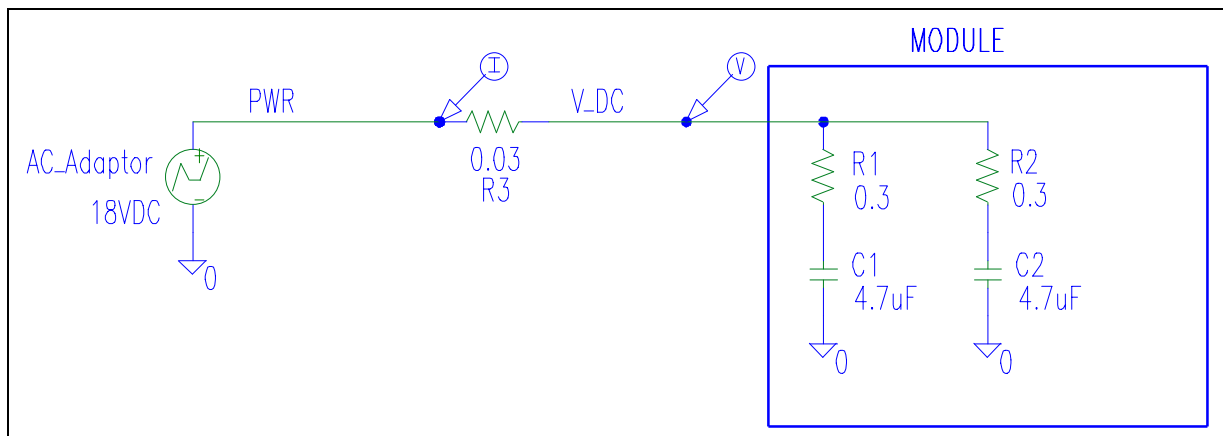 MODULE
I
V
PWR
V_DC
AC_Adaptor
18VDC
+
-
0
0.03
R3
R1
0.3
R2
0.3
C1
4.7uF
C2
4.7uF
0
0